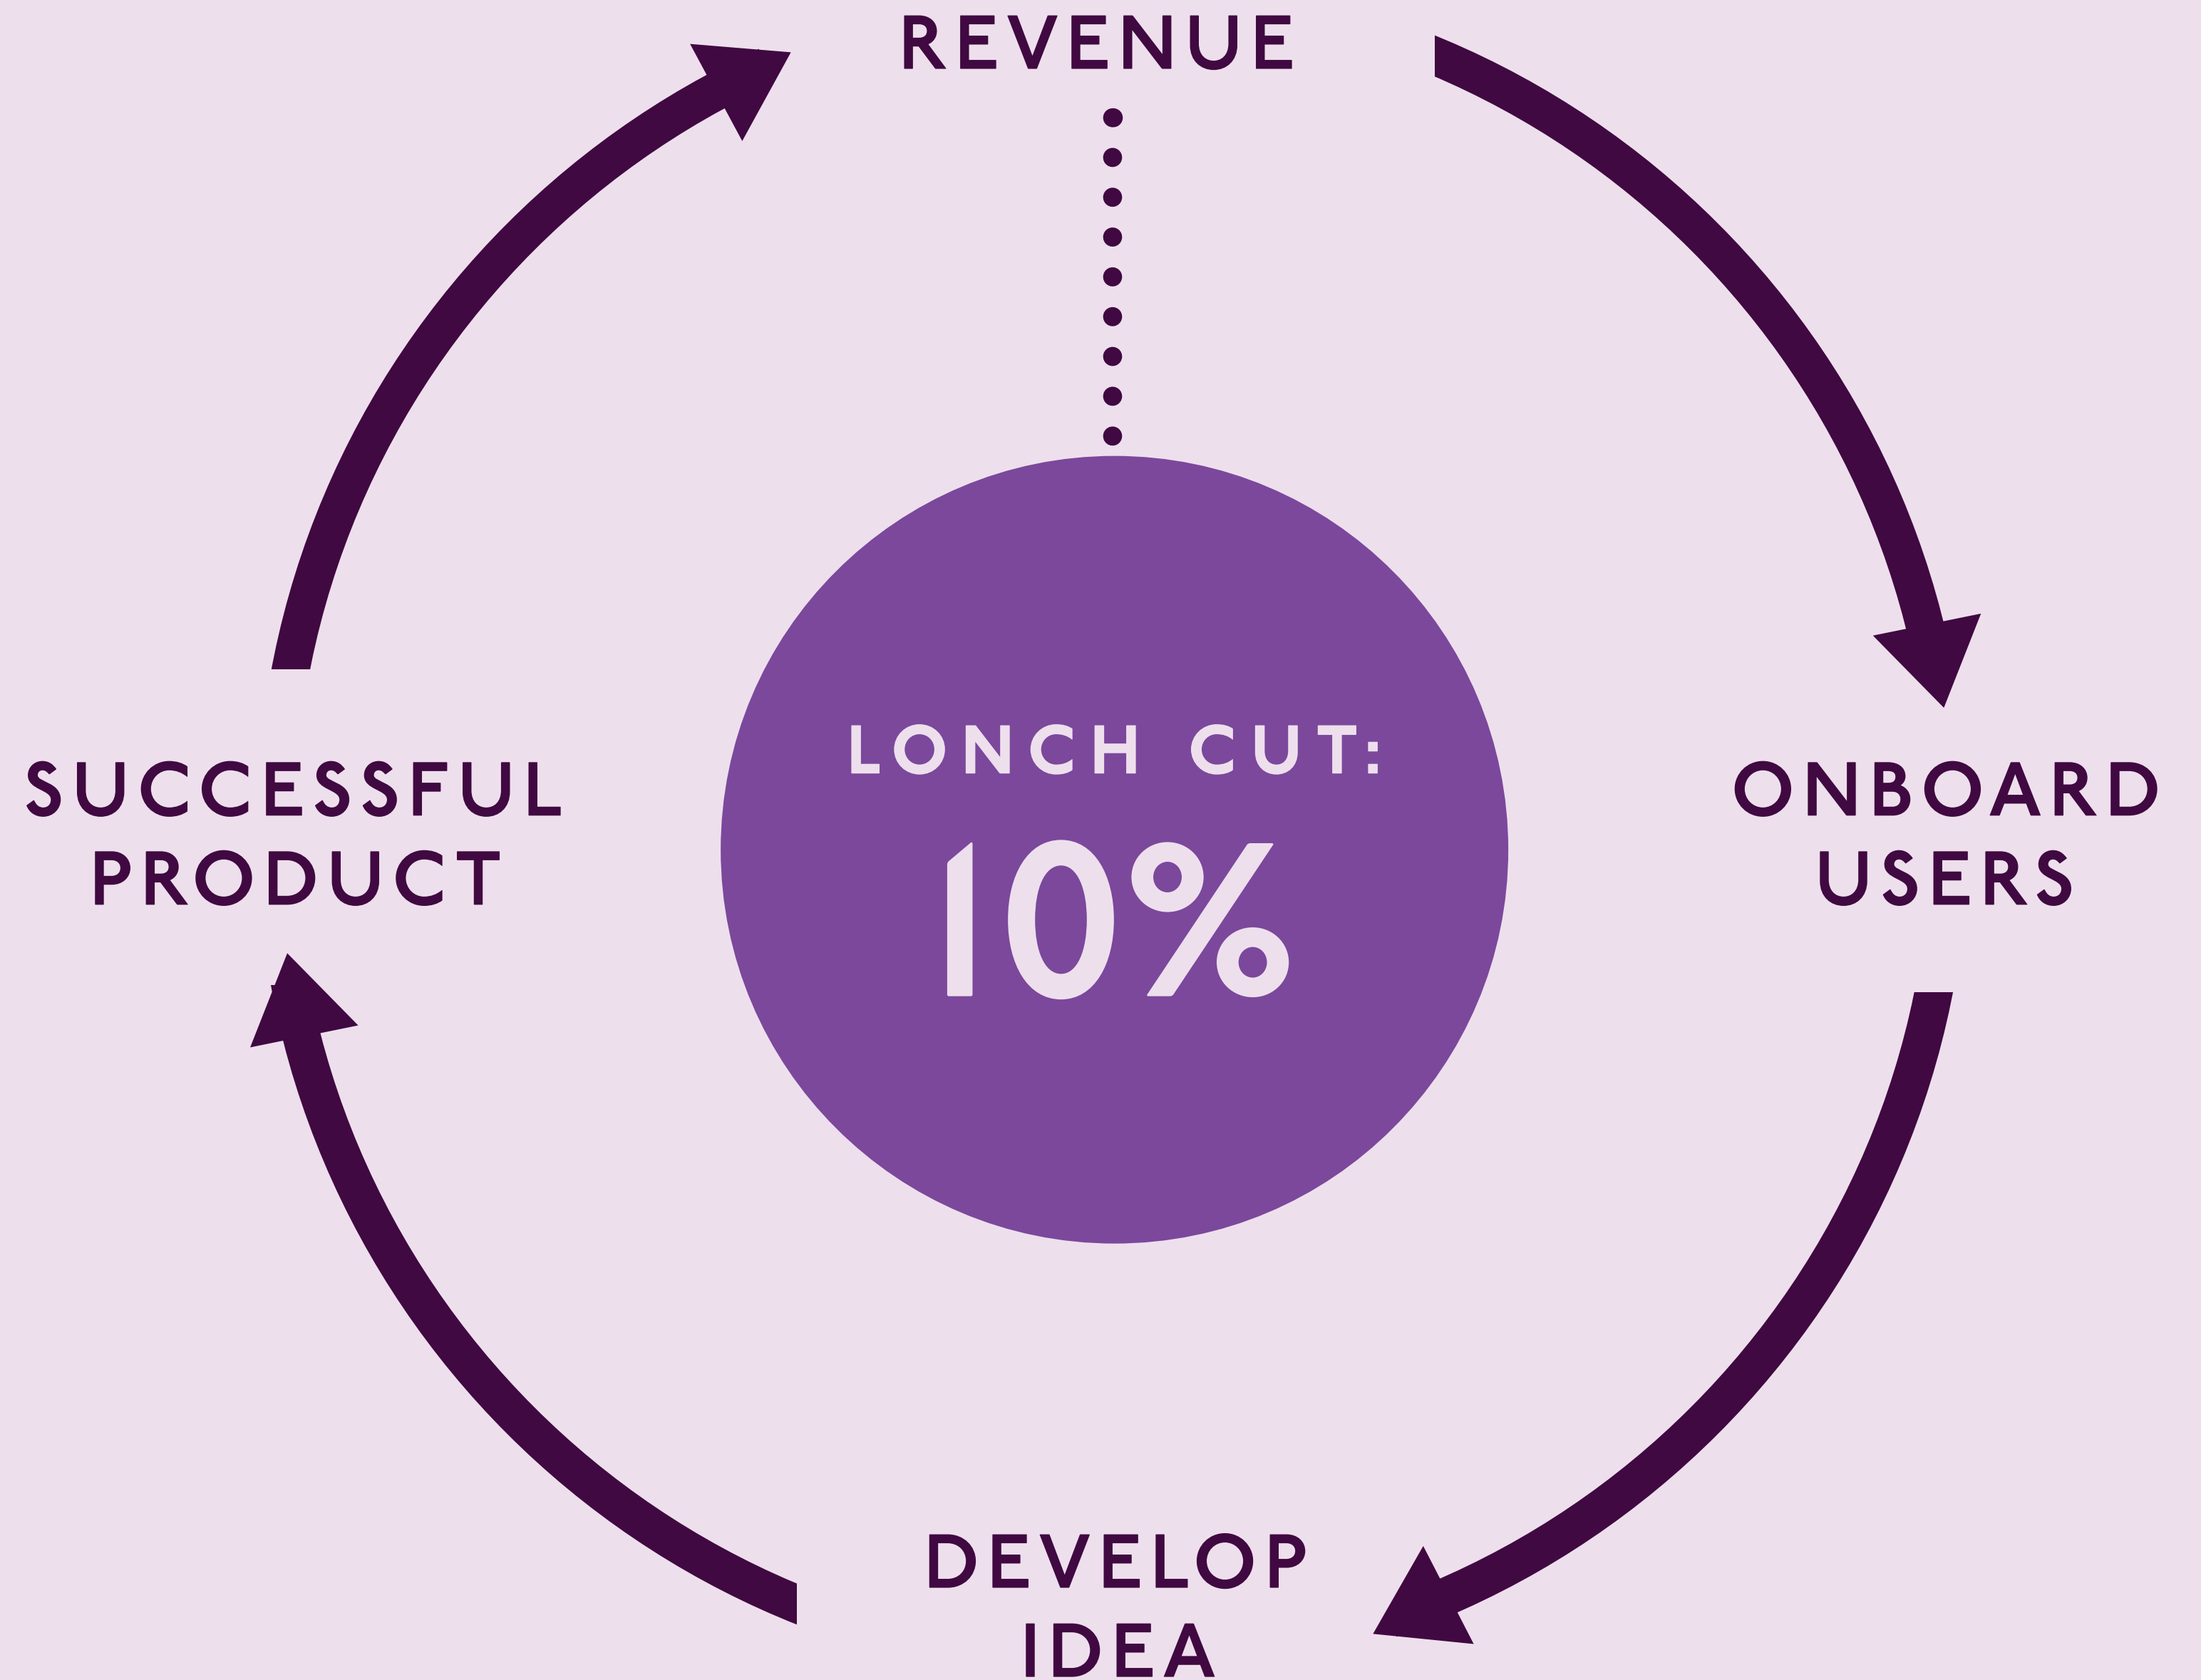 REVENUE
LONCH CUT:
10%
SUCCESSFUL
PRODUCT
ONBOARD
USERS
DEVELOP
IDEA